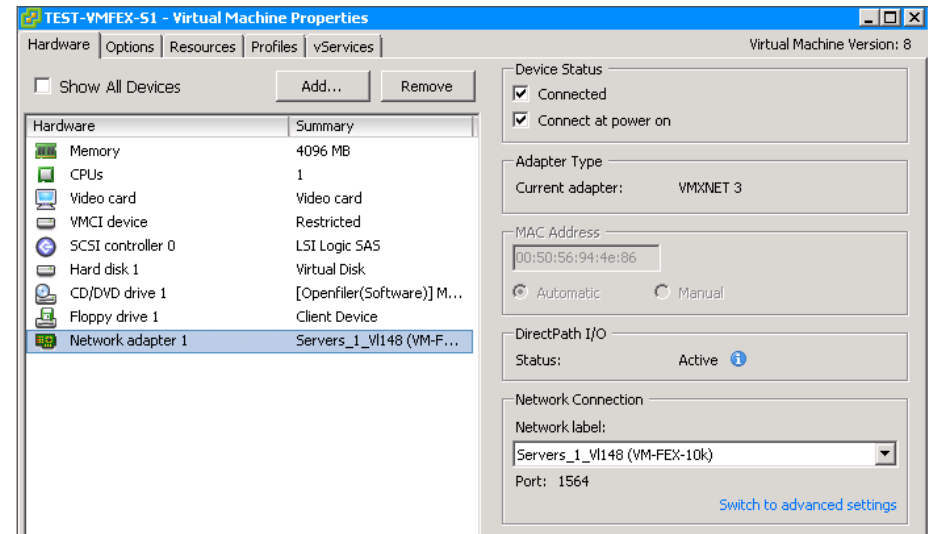 TEST-VMFEX-S1 - Virtual Machine Properties
Hardware Options Resources Profiles vServices Virtual Machine Version: 8
Show All Devices Add... Remove
Hardware Summary
Memory 4096 MB
CPUs 1
Video card Video card
VMCI device Restricted
SCSI controller 0 LSI Logic SAS
Hard disk 1 Virtual Disk
CD/DVD drive 1 [Openfiler(Software)] M...
Floppy drive 1 Client Device
Network adapter 1 Servers_1_Vl148 (VM-F...
Device Status
Connected
Connect at power on
Adapter Type
Current adapter: VMXNET 3
MAC Address
00:50:56:94:4e:86
Automatic Manual
DirectPath I/O
Status: Active
Network Connection
Network label:
Servers_1_Vl148 (VM-FEX-10k)
Port: 1564
Switch to advanced settings